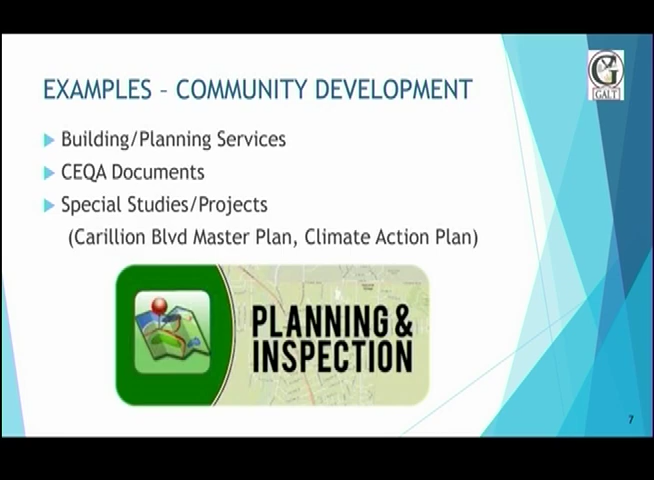 EXAMPLES – COMMUNITY DEVELOPMENT
Building/Planning Services
CEQA Documents
Special Studies/Projects
(Carillion Blvd Master Plan, Climate Action Plan)
PLANNING &
INSPECTION
G
GALT
7